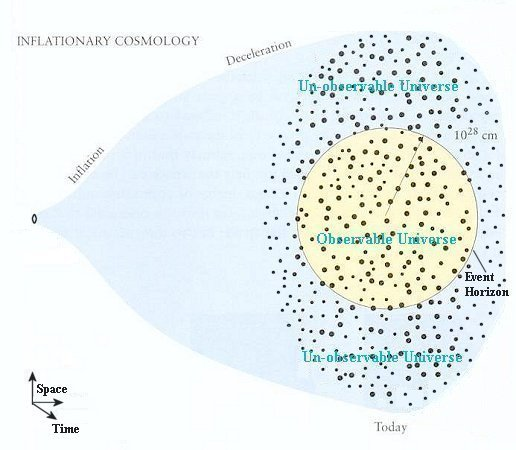 INFLATIONARY COSMOLOGY
Deceleration
Inflation
Un-observable Universe
10²⁸ cm
Observable Universe
Event
Horizon
Un-observable Universe
Space
Time
Today